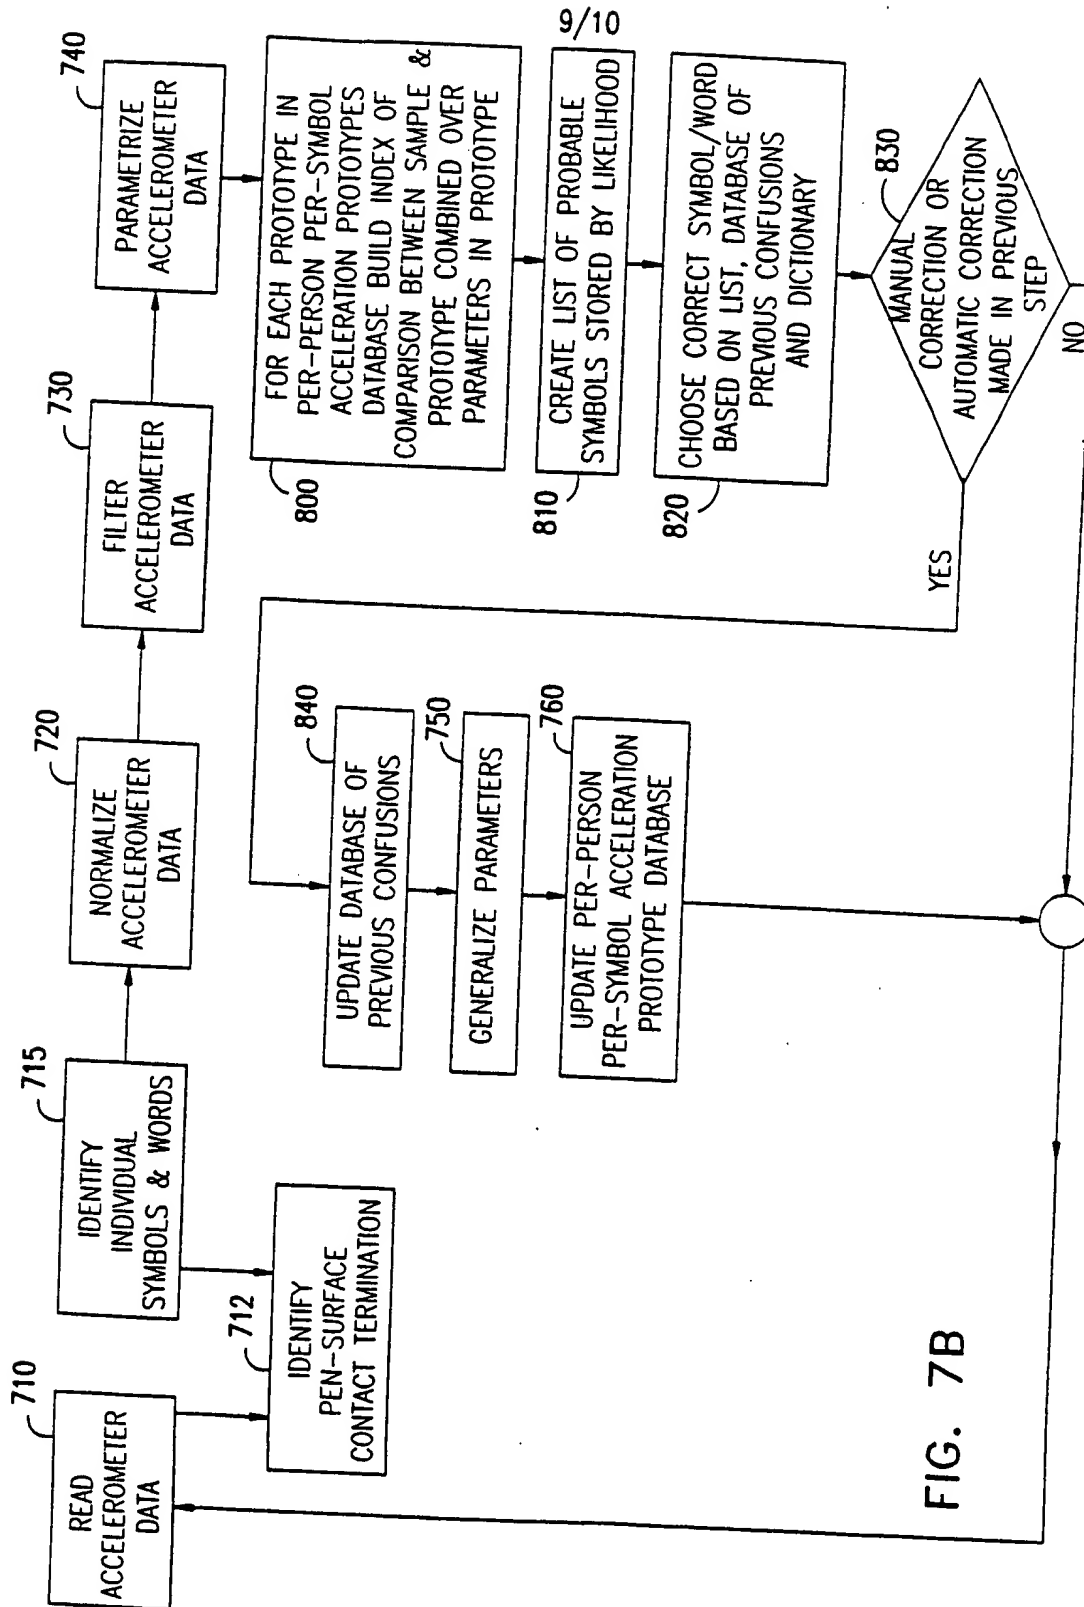 9/10
710
READ
ACCELEROMETER
DATA
712
IDENTIFY
PEN-SURFACE
CONTACT TERMINATION
715
IDENTIFY
INDIVIDUAL
SYMBOLS & WORDS
720
NORMALIZE
ACCELEROMETER
DATA
730
FILTER
ACCELEROMETER
DATA
740
PARAMETRIZE
ACCELEROMETER
DATA
800
FOR EACH PROTOTYPE IN
PER-PERSON PER-SYMBOL
ACCELERATION PROTOTYPES
DATABASE BUILD INDEX OF
COMPARISON BETWEEN SAMPLE &
PROTOTYPE COMBINED OVER
PARAMETERS IN PROTOTYPE
810
CREATE LIST OF PROBABLE
SYMBOLS STORED BY LIKELIHOOD
820
CHOOSE CORRECT SYMBOL/WORD
BASED ON LIST, DATABASE OF
PREVIOUS CONFUSIONS
AND DICTIONARY
830
MANUAL
CORRECTION OR
AUTOMATIC CORRECTION
MADE IN PREVIOUS
STEP
YES
NO
840
UPDATE DATABASE OF
PREVIOUS CONFUSIONS
750
GENERALIZE PARAMETERS
760
UPDATE PER-PERSON
PER-SYMBOL ACCELERATION
PROTOTYPE DATABASE
FIG. 7B